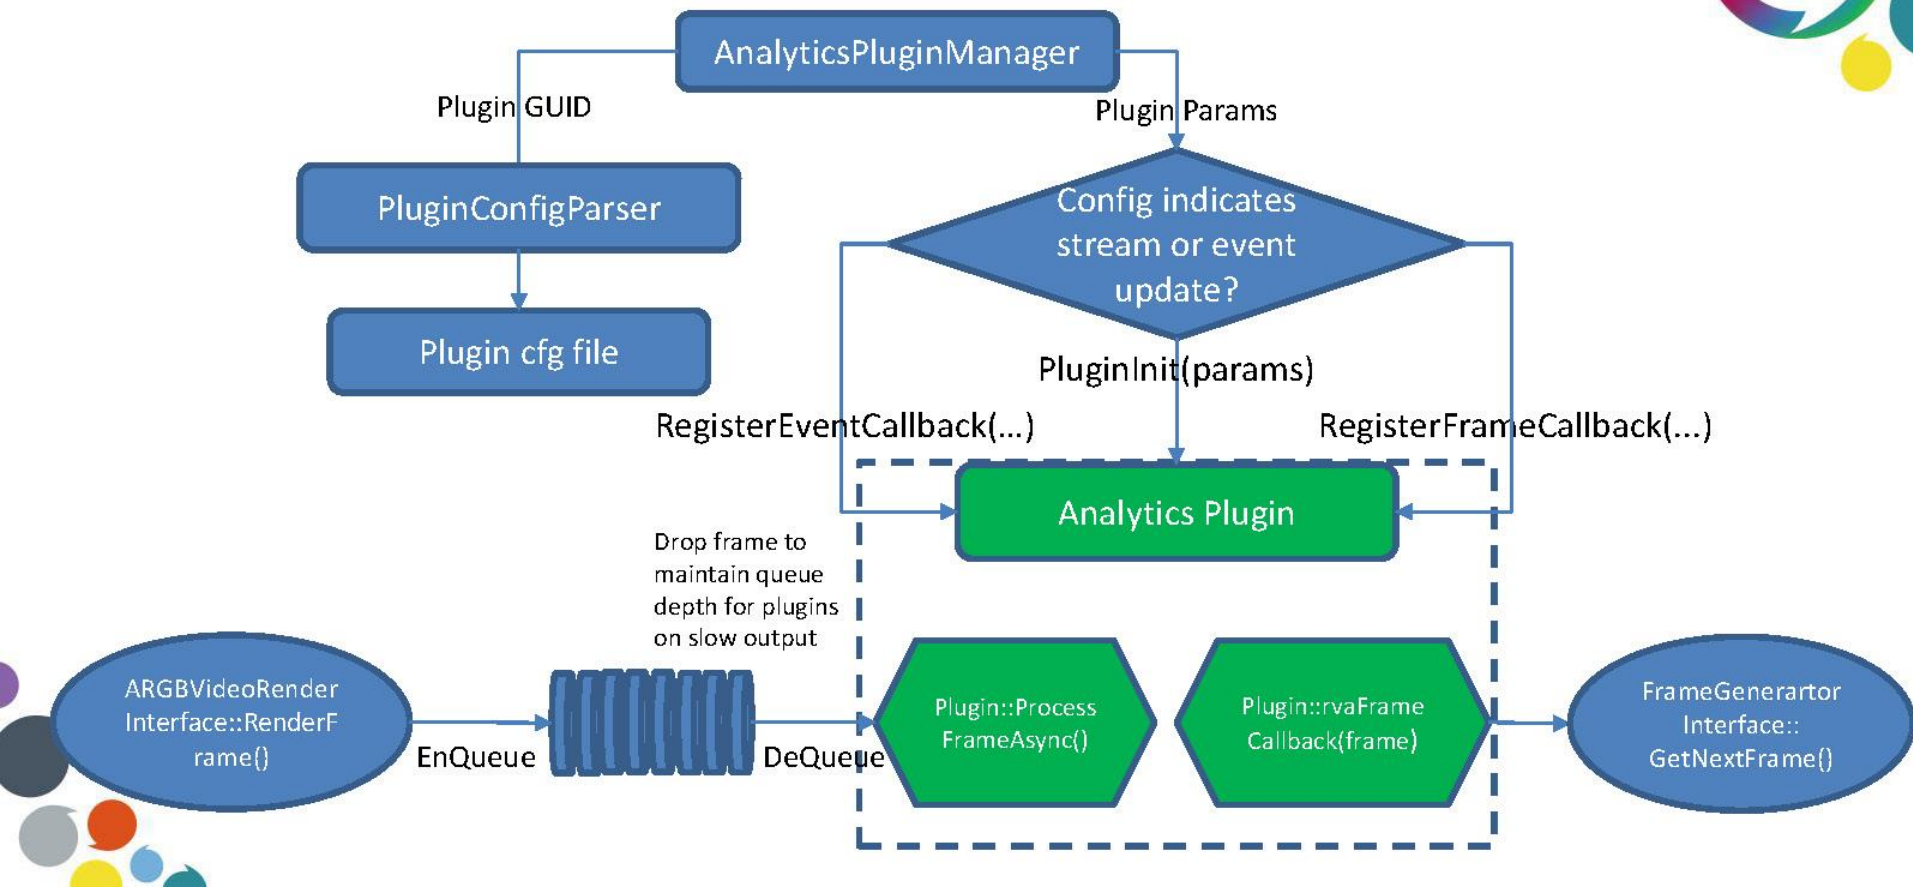 AnalyticsPluginManager
Plugin GUID
Plugin Params
PluginConfigParser
Config indicates
stream or event
update?
Plugin cfg file
PluginInit(params)
RegisterEventCallback(...)
RegisterFrameCallback(...)
Analytics Plugin
Drop frame to
maintain queue
depth for plugins
on slow output
ARGBVideoRender
Interface::RenderF
rame()
EnQueue
DeQueue
Plugin::Process
FrameAsync()
Plugin::rvaFrame
Callback(frame)
FrameGenerartor
Interface::
GetNextFrame()